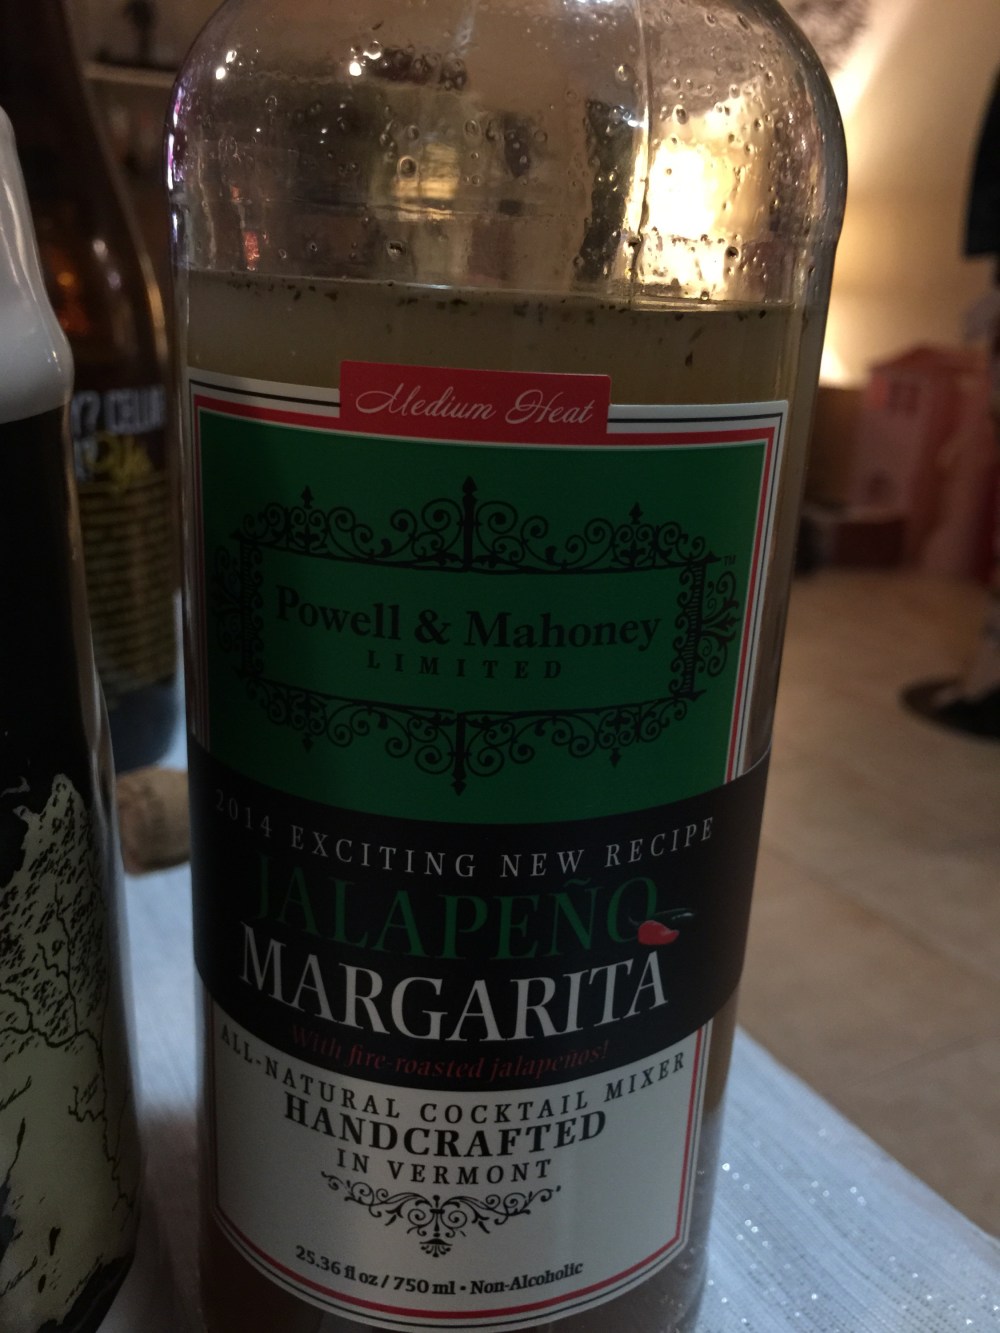 Medium Heat
Powell & Mahoney
LIMITED
TM
2014 EXCITING NEW RECIPE
JALAPEÑO
MARGARITA
With fire-roasted jalapeños!
ALL-NATURAL COCKTAIL MIXER
HANDCRAFTED
IN VERMONT
25.36 fl oz / 750 ml • Non-Alcoholic